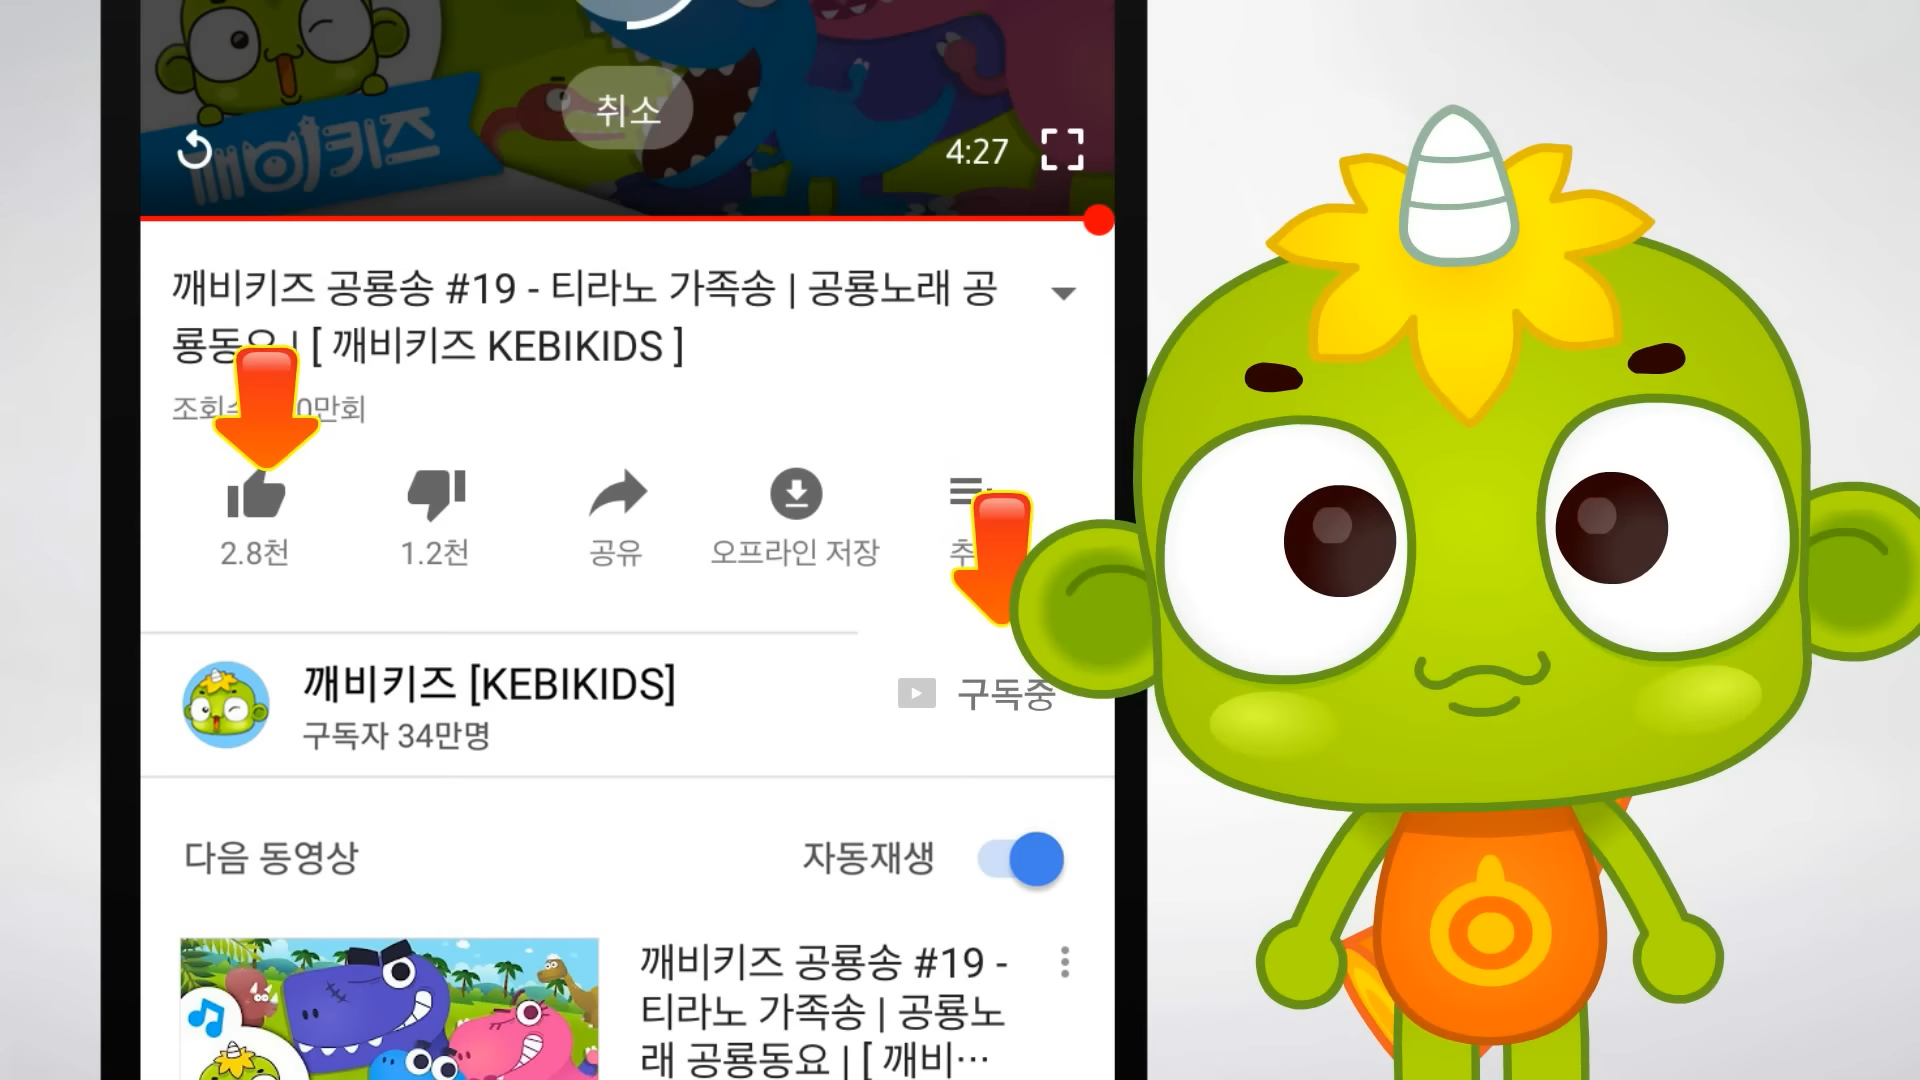 깨비키즈
취소
4:27
깨비키즈 공룡송 #19 - 티라노 가족송 | 공룡노래 공
룡동요 | [ 깨비키즈 KEBIKIDS ]
0만회
2.8천
1.2천
공유
오프라인 저장
깨비키즈 [KEBIKIDS]
구독자 34만명
구독중
다음 동영상
자동재생
깨비키즈 공룡송 #19 -
티라노 가족송 | 공룡노
래 공룡동요 | [ 깨비…